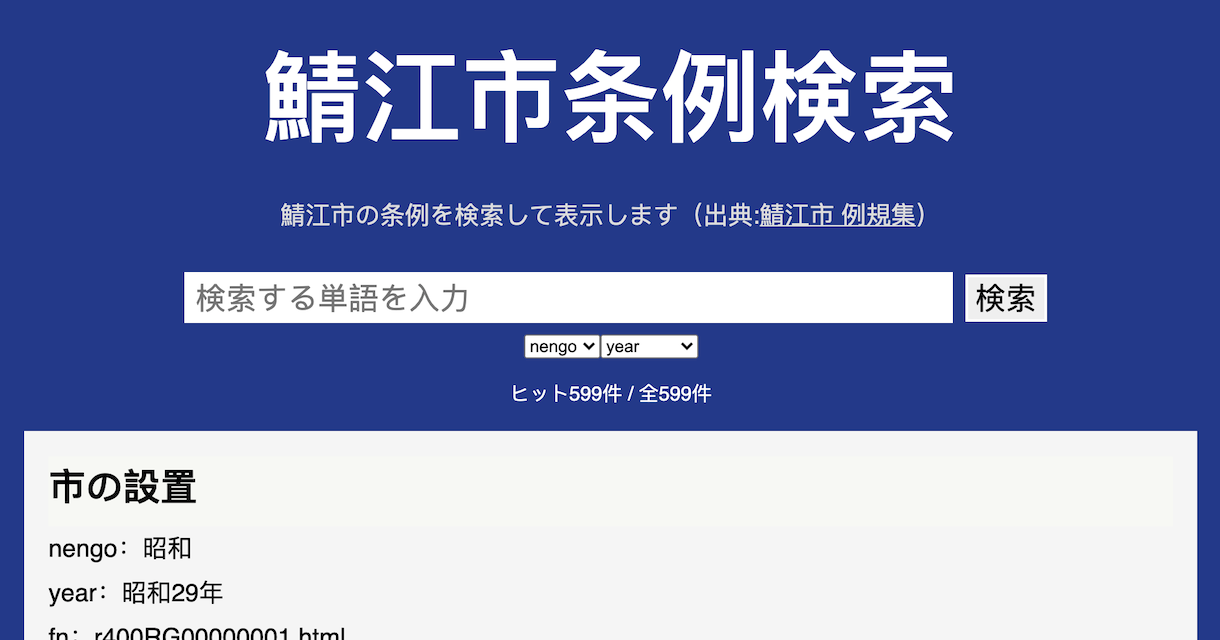 鯖江市条例検索
鯖江市の条例を検索して表示します（出典:鯖江市 例規集）
検索する単語を入力
検索
nengo year
ヒット599件 / 全599件
市の設置
nengo：昭和
year：昭和29年
fn：r400RG00000001.html